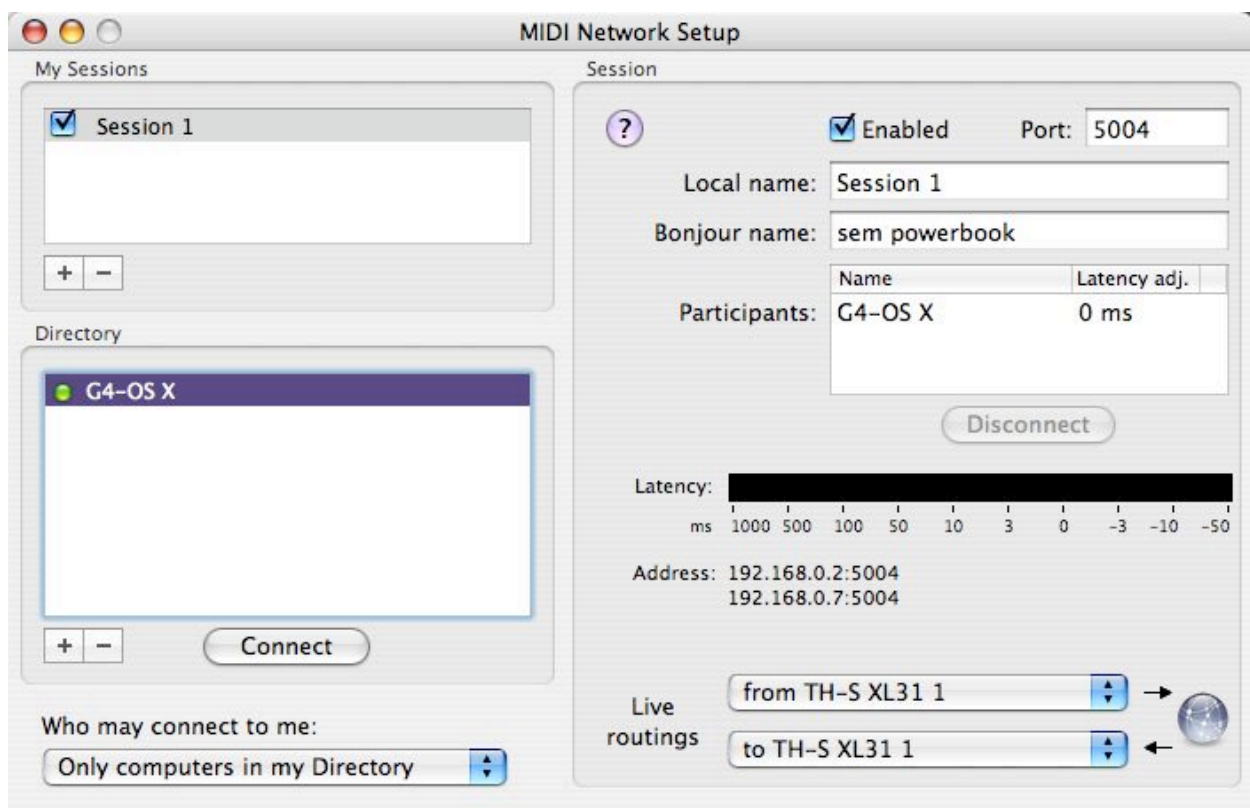 MIDI Network Setup
My Sessions
Session 1
+ −
Directory
G4-OS X
+ − Connect
Who may connect to me:
Only computers in my Directory
Session
? Enabled Port: 5004
Local name: Session 1
Bonjour name: sem powerbook
Name Latency adj.
Participants: G4-OS X 0 ms
Disconnect
Latency:
ms 1000 500 100 50 10 3 0 -3 -10 -50
Address: 192.168.0.2:5004
192.168.0.7:5004
Live
routings
from TH-S XL31 1
to TH-S XL31 1